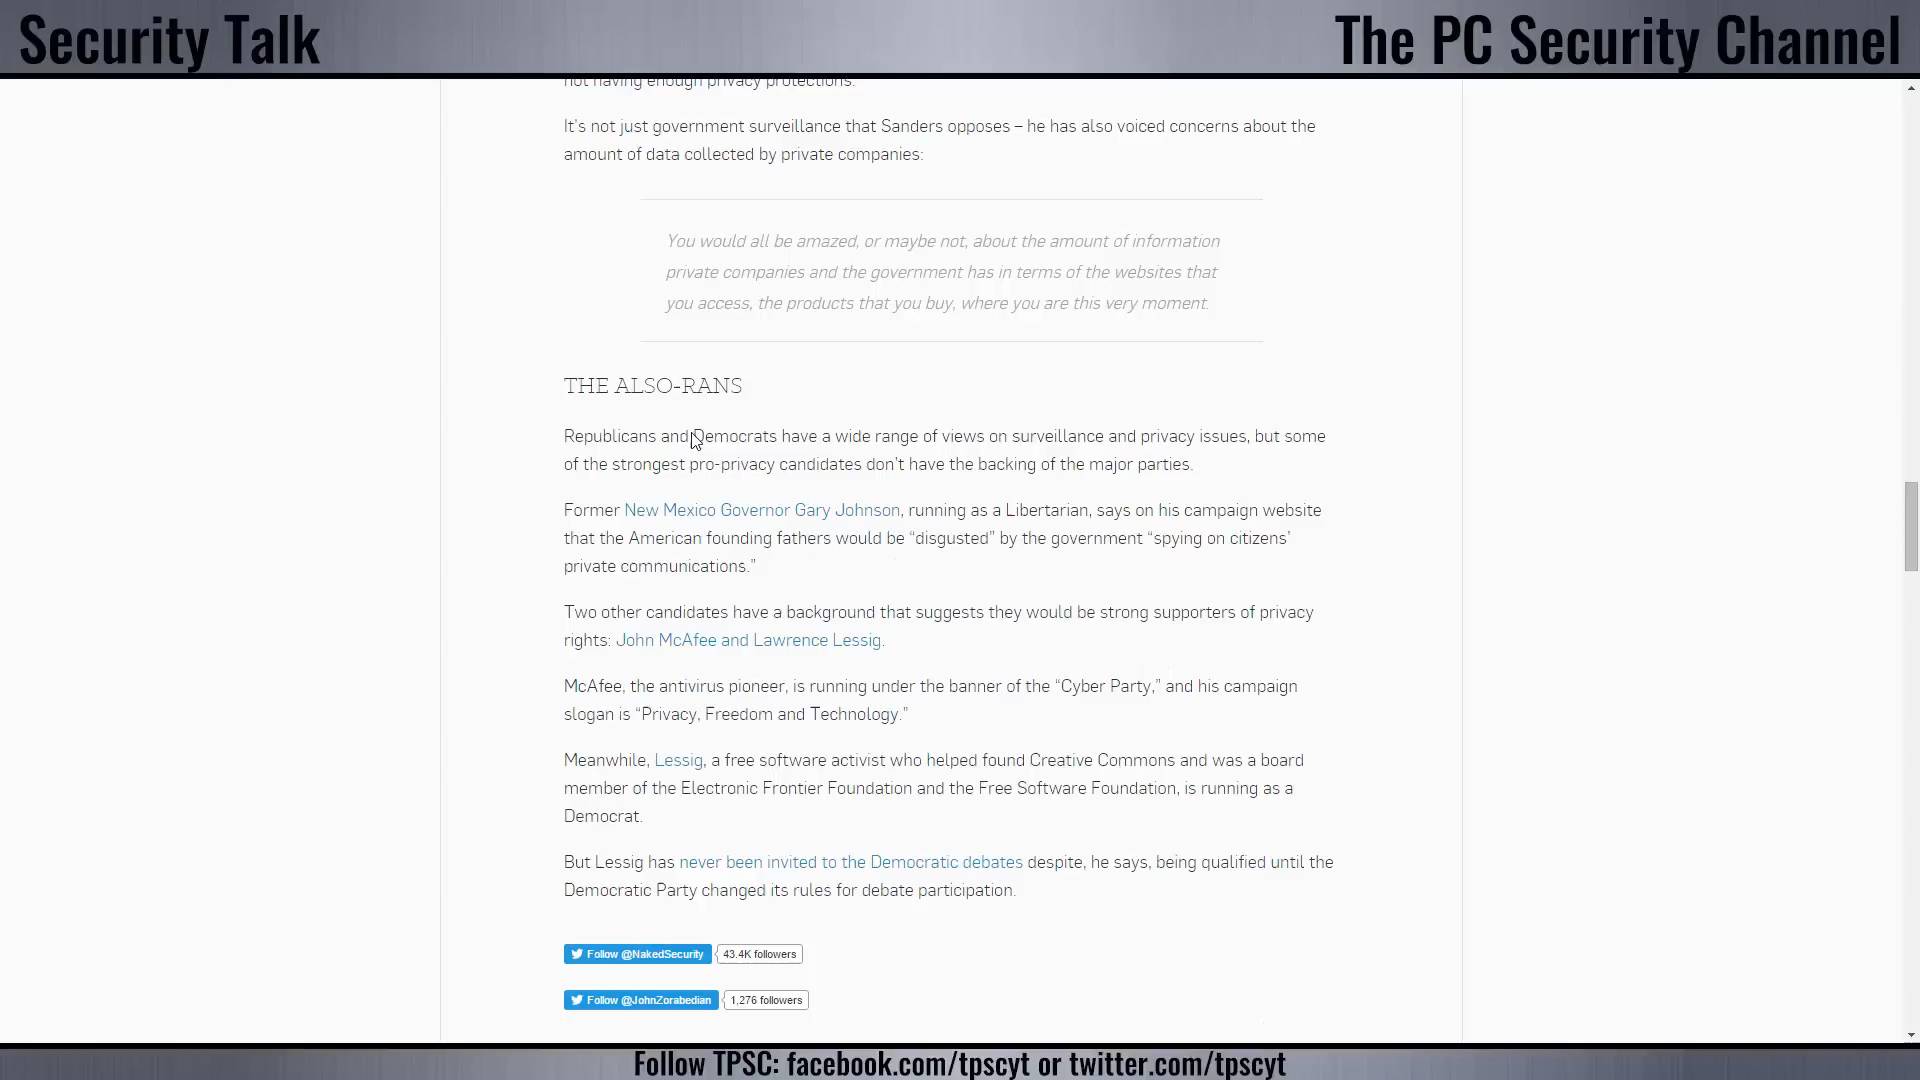 Security Talk
The PC Security Channel
not having enough privacy protections.
It's not just government surveillance that Sanders opposes – he has also voiced concerns about the
amount of data collected by private companies:
You would all be amazed, or maybe not, about the amount of information
private companies and the government has in terms of the websites that
you access, the products that you buy, where you are this very moment.
THE ALSO-RANS
Republicans and Democrats have a wide range of views on surveillance and privacy issues, but some
of the strongest pro-privacy candidates don't have the backing of the major parties.
Former New Mexico Governor Gary Johnson, running as a Libertarian, says on his campaign website
that the American founding fathers would be “disgusted” by the government “spying on citizens’
private communications.”
Two other candidates have a background that suggests they would be strong supporters of privacy
rights: John McAfee and Lawrence Lessig.
McAfee, the antivirus pioneer, is running under the banner of the “Cyber Party,” and his campaign
slogan is “Privacy, Freedom and Technology.”
Meanwhile, Lessig, a free software activist who helped found Creative Commons and was a board
member of the Electronic Frontier Foundation and the Free Software Foundation, is running as a
Democrat.
But Lessig has never been invited to the Democratic debates despite, he says, being qualified until the
Democratic Party changed its rules for debate participation.
Follow @NakedSecurity 43.4K followers
Follow @JohnZorabedian 1,276 followers
Follow TPSC: facebook.com/tpscyt or twitter.com/tpscyt